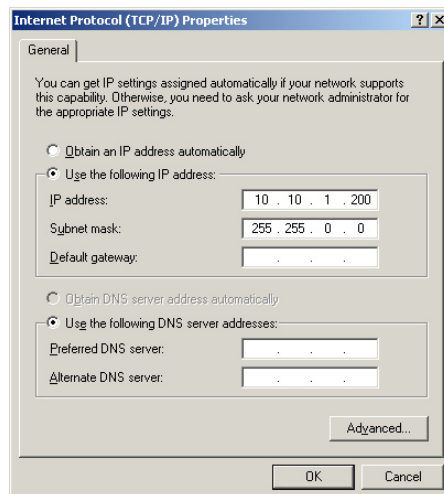 Internet Protocol (TCP/IP) Properties
General
You can get IP settings assigned automatically if your network supports
this capability. Otherwise, you need to ask your network administrator for
the appropriate IP settings.
Obtain an IP address automatically
Use the following IP address:
IP address: 10 . 10 . 1 . 200
Subnet mask: 255 . 255 . 0 . 0
Default gateway: . . .
Obtain DNS server address automatically
Use the following DNS server addresses:
Preferred DNS server: . . .
Alternate DNS server: . . .
Advanced...
OK Cancel